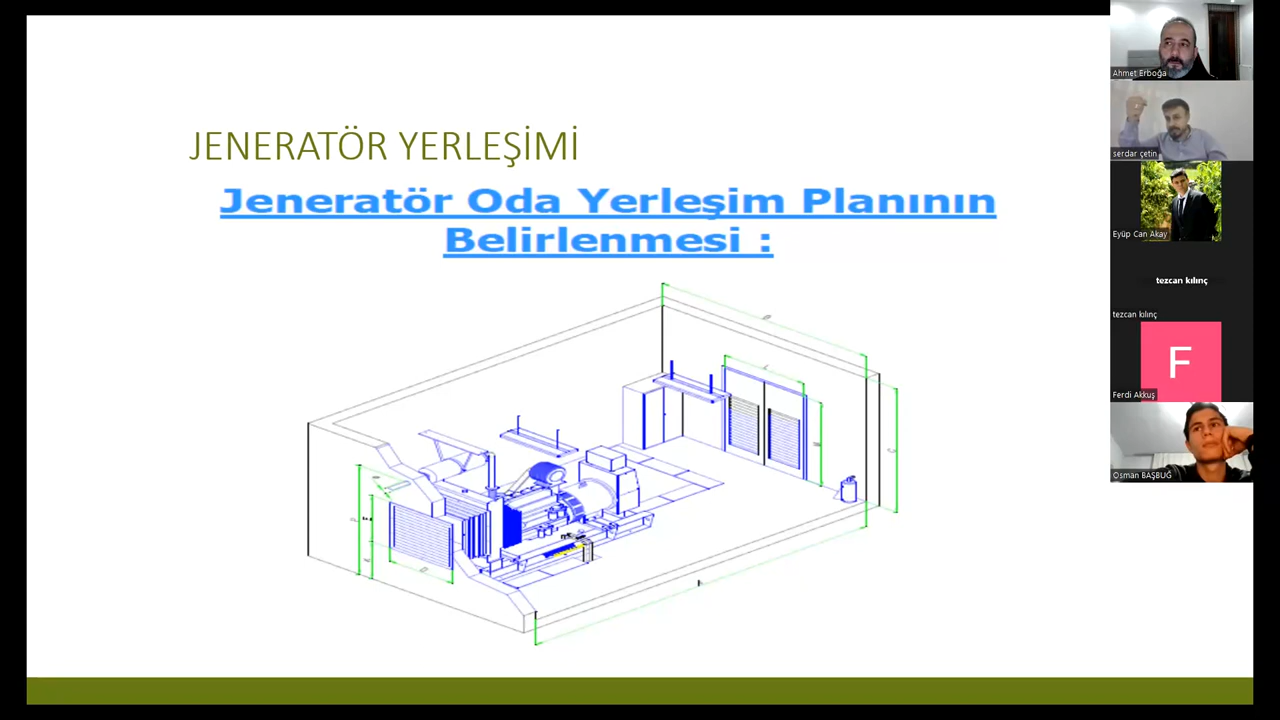 JENERATÖR YERLEŞİMİ
Jeneratör Oda Yerleşim Planının
Belirlenmesi :
Ahmet Erboğa
serdar çetin
Eyüp Can Akay
tezcan kılınç
tezcan kılınç
F
Ferdi Akkuş
Osman BAŞBUĞ